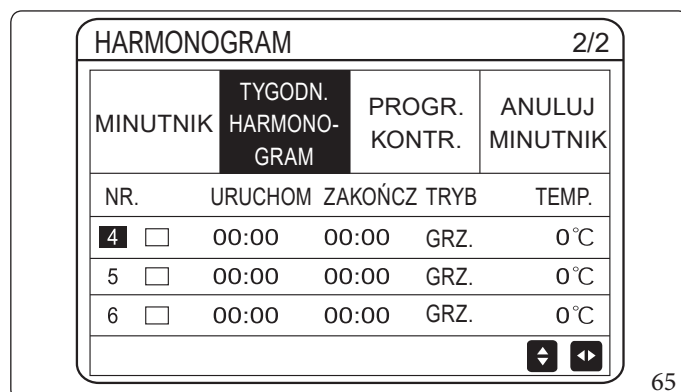 HARMONOGRAM 2/2
MINUTNIK TYGODN. HARMONO-GRAM PROGR. KONTR. ANULUJ MINUTNIK
NR. URUCHOM ZAKOŃCZ TRYB TEMP.
4 00:00 00:00 GRZ. 0°C
5 00:00 00:00 GRZ. 0°C
6 00:00 00:00 GRZ. 0°C
65